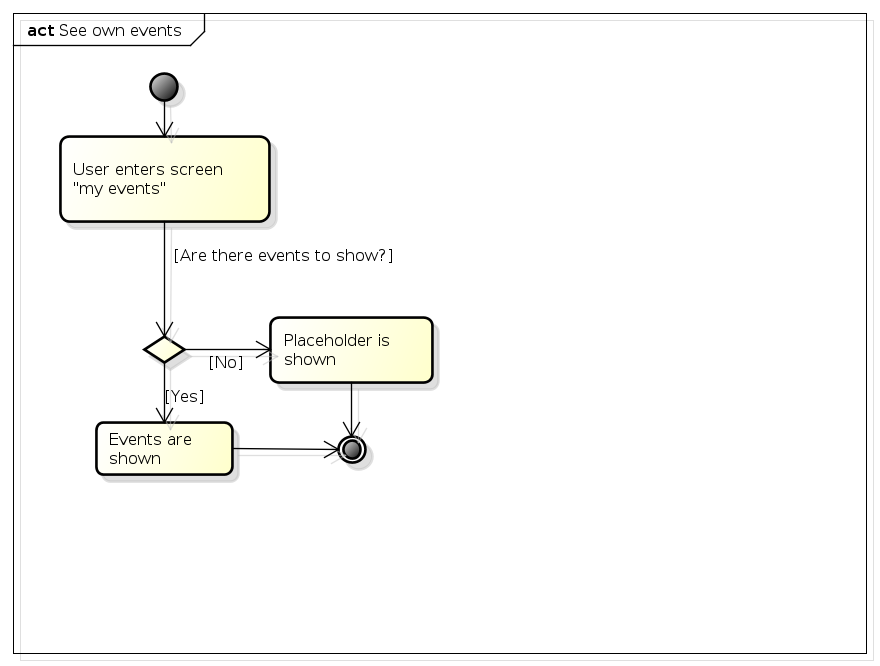 act See own events
User enters screen
"my events"
[Are there events to show?]
Placeholder is
shown
[No]
[Yes]
Events are
shown